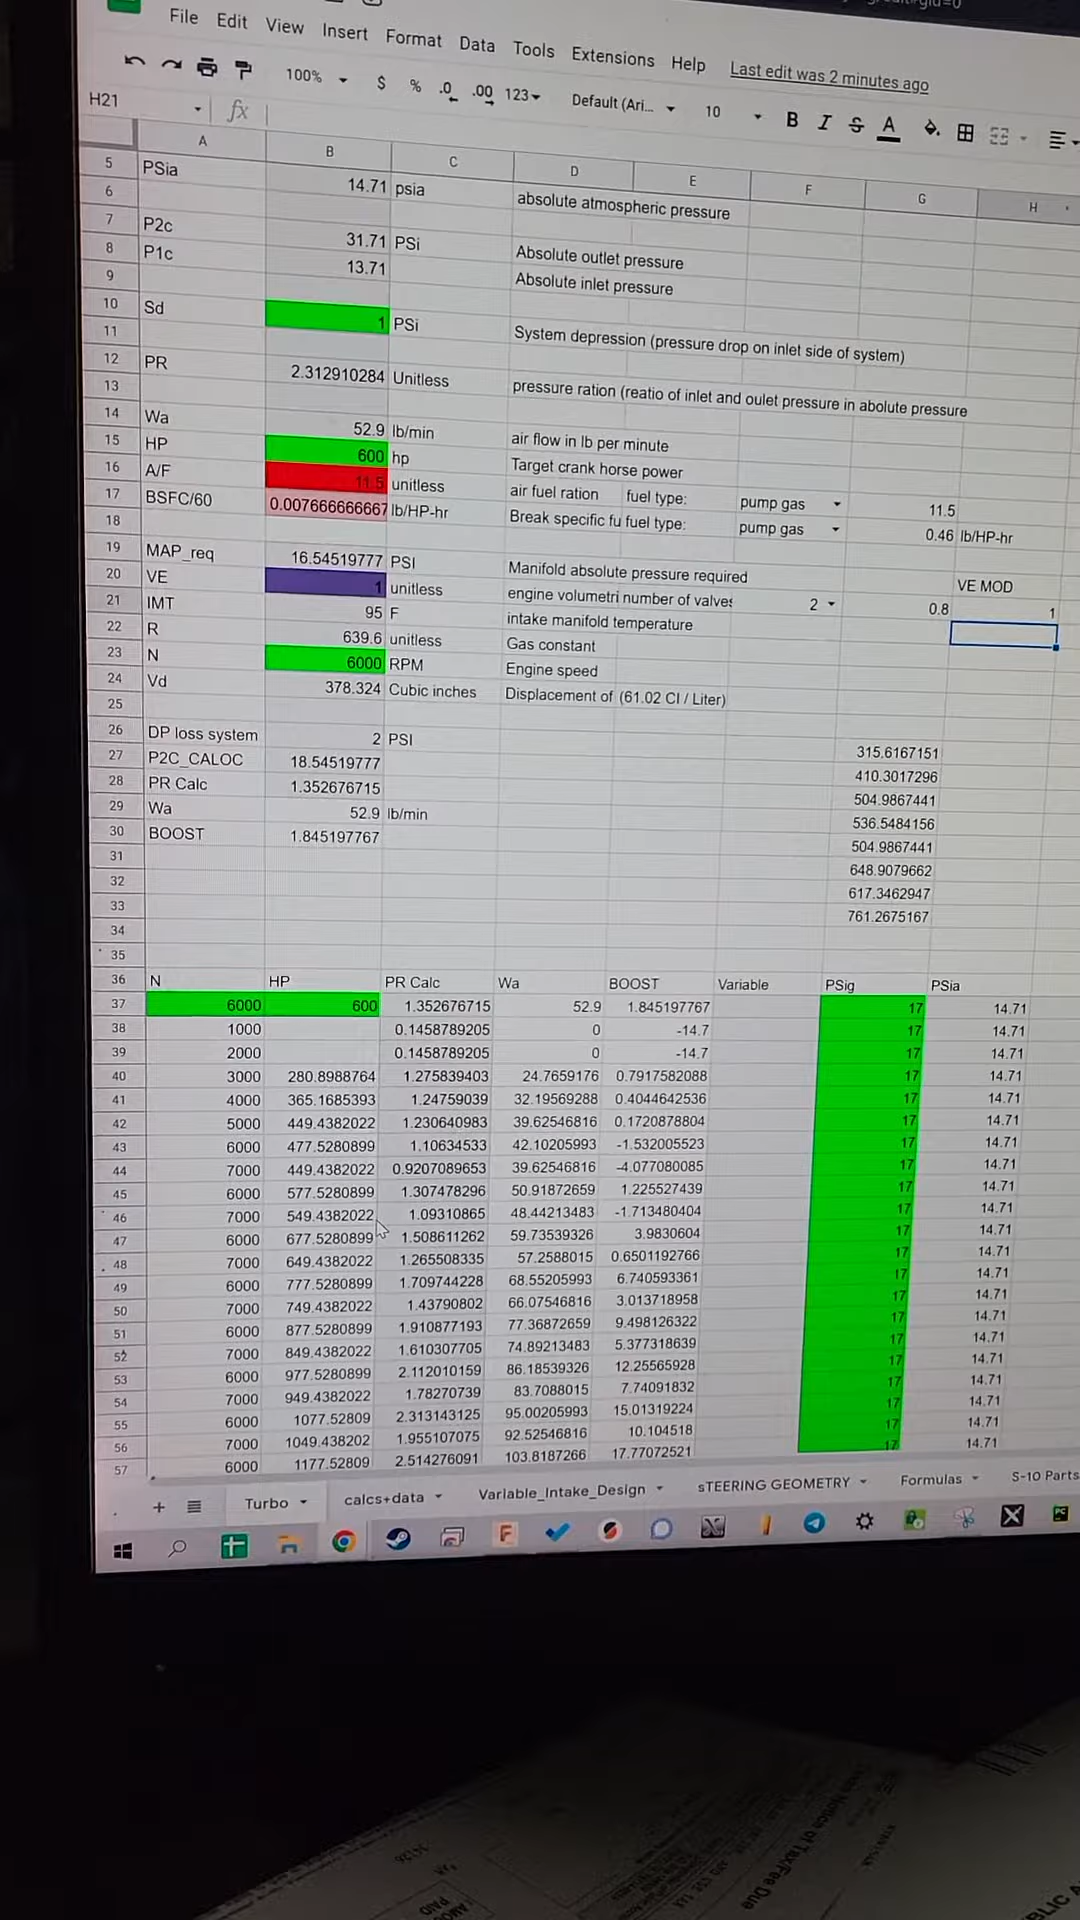 File Edit View Insert Format Data Tools Extensions Help Last edit was 2 minutes ago
100% $ % .0 .00 123 Default (Ari... 10 B I S A
H21 fx
A B C D E F G H
5 PSia 14.71 psia absolute atmospheric pressure
6
7 P2c 31.71 PSi Absolute outlet pressure
8 P1c 13.71 Absolute inlet pressure
9
10 Sd 1 PSi System depression (pressure drop on inlet side of system)
11
12 PR 2.312910284 Unitless pressure ration (reatio of inlet and oulet pressure in abolute pressure
13
14 Wa 52.9 lb/min air flow in lb per minute
15 HP 600 hp Target crank horse power
16 A/F 11.5 unitless air fuel ration fuel type: pump gas 11.5
17 BSFC/60 0.007666666667 lb/HP-hr Break specific fu fuel type: pump gas 0.46 lb/HP-hr
18
19 MAP_req 16.54519777 PSI Manifold absolute pressure required VE MOD
20 VE 1 unitless engine volumetri number of valves 2 0.8 1
21 IMT 95 F intake manifold temperature
22 R 639.6 unitless Gas constant
23 N 6000 RPM Engine speed
24 Vd 378.324 Cubic inches Displacement of (61.02 CI / Liter)
25
26 DP loss system 2 PSI 315.6167151
27 P2C_CALOC 18.54519777 410.3017296
28 PR Calc 1.352676715 504.9867441
29 Wa 52.9 lb/min 536.5484156
30 BOOST 1.845197767 504.9867441
31 648.9079662
32 617.3462947
33 761.2675167
34
35
36 N HP PR Calc Wa BOOST Variable PSig PSia
37 6000 600 1.352676715 52.9 1.845197767 17 14.71
38 1000 0.1458789205 0 -14.7 17 14.71
39 2000 0.1458789205 0 -14.7 17 14.71
40 3000 280.8988764 1.275839403 24.7659176 0.7917582088 17 14.71
41 4000 365.1685393 1.24759039 32.19569288 0.4044642536 17 14.71
42 5000 449.4382022 1.230640983 39.62546816 0.1720878804 17 14.71
43 6000 477.5280899 1.10634533 42.10205993 -1.532005523 17 14.71
44 7000 449.4382022 0.9207089653 39.62546816 -4.077080085 17 14.71
45 6000 577.5280899 1.307478296 50.91872659 1.225527439 17 14.71
46 7000 549.4382022 1.09310865 48.44213483 -1.713480404 17 14.71
47 6000 677.5280899 1.508611262 59.73539326 3.9830604 17 14.71
48 7000 649.4382022 1.265508335 57.2588015 0.6501192766 17 14.71
49 6000 777.5280899 1.709744228 68.55205993 6.740593361 17 14.71
50 7000 749.4382022 1.43790802 66.07546816 3.013718958 17 14.71
51 6000 877.5280899 1.910877193 77.36872659 9.498126322 17 14.71
52 7000 849.4382022 1.610307705 74.89213483 5.377318639 17 14.71
53 6000 977.5280899 2.112010159 86.18539326 12.25565928 17 14.71
54 7000 949.4382022 1.78270739 83.7088015 7.74091832 17 14.71
55 6000 1077.52809 2.313143125 95.00205993 15.01319224 17 14.71
56 7000 1049.438202 1.955107075 92.52546816 10.104518 17 14.71
57 6000 1177.52809 2.514276091 103.8187266 17.77072521
Turbo calcs+data Variable_Intake_Design sTEERING GEOMETRY Formulas S-10 Parts
Notice of Tax/Fee Due
PAID
BLIC